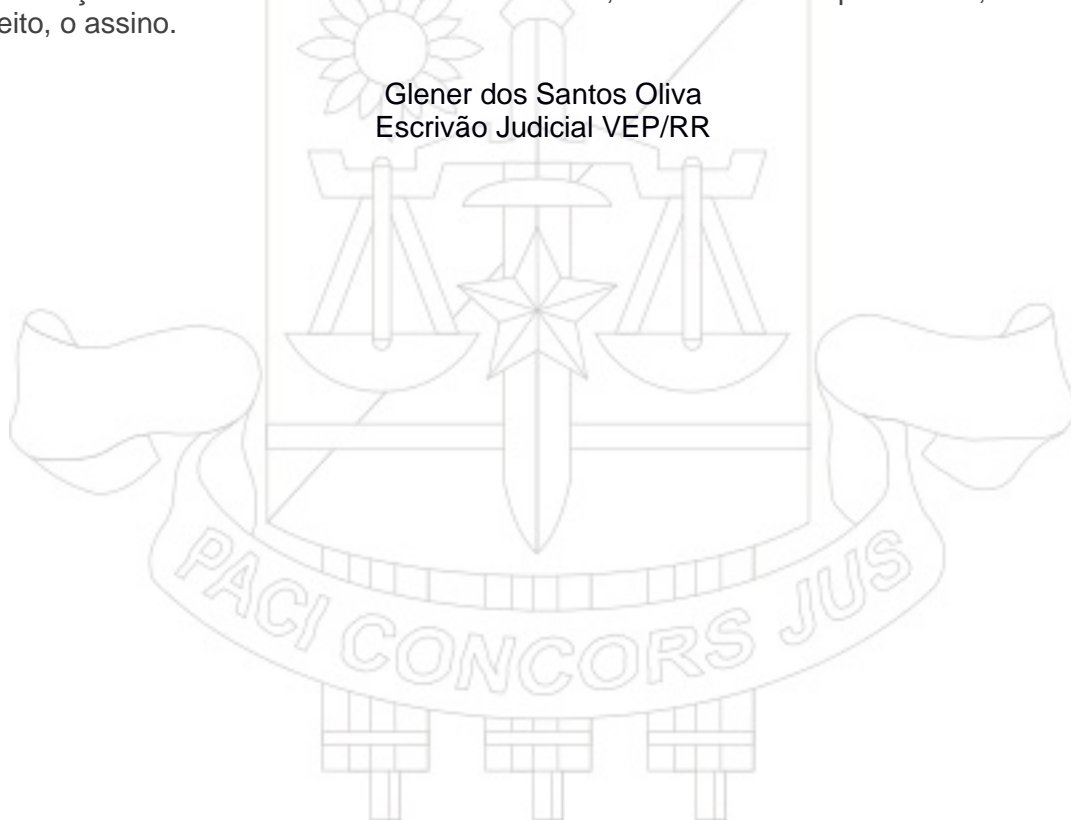 eito, o assino.
Glener dos Santos Oliva
Escrivão Judicial VEP/RR
PACI CONCORS JUS